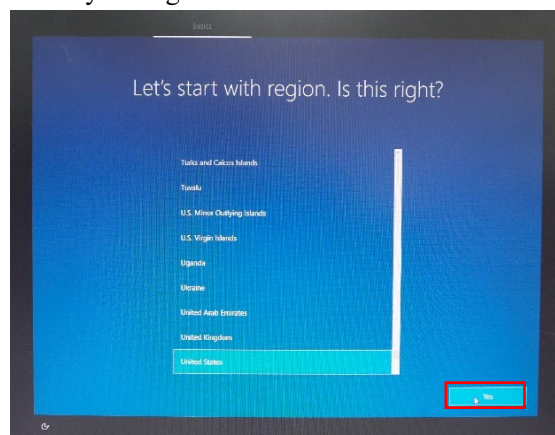 Basics
Let's start with region. Is this right?
Turks and Caicos Islands
Tuvalu
U.S. Minor Outlying Islands
U.S. Virgin Islands
Uganda
Ukraine
United Arab Emirates
United Kingdom
United States
Yes